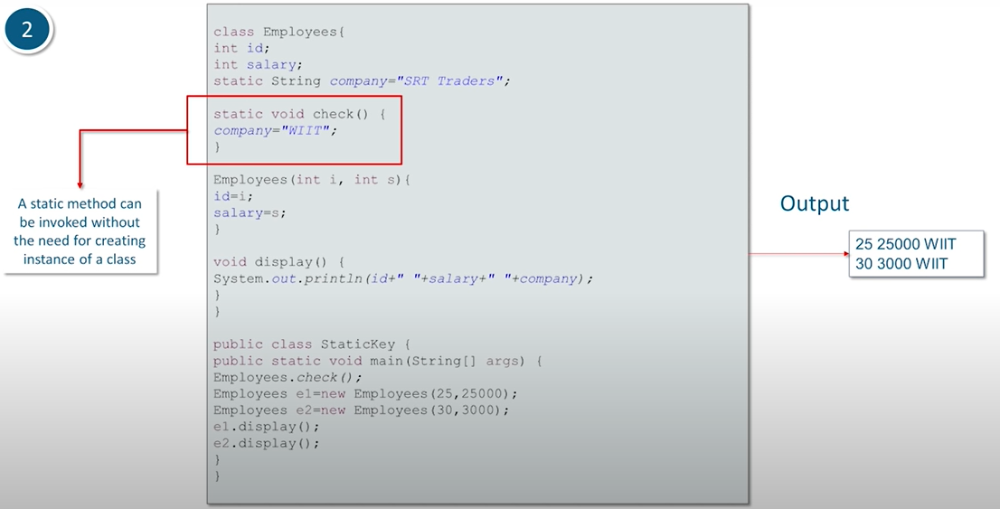 2
class Employees{
int id;
int salary;
static String company="SRT Traders";
static void check() {
company="WIIT";
}
Employees(int i, int s){
id=i;
salary=s;
}
void display() {
System.out.println(id+" "+salary+" "+company);
}
}
public class StaticKey {
public static void main(String[] args) {
Employees.check();
Employees e1=new Employees(25,25000);
Employees e2=new Employees(30,3000);
e1.display();
e2.display();
}
}
A static method can
be invoked without
the need for creating
instance of a class
Output
25 25000 WIIT
30 3000 WIIT